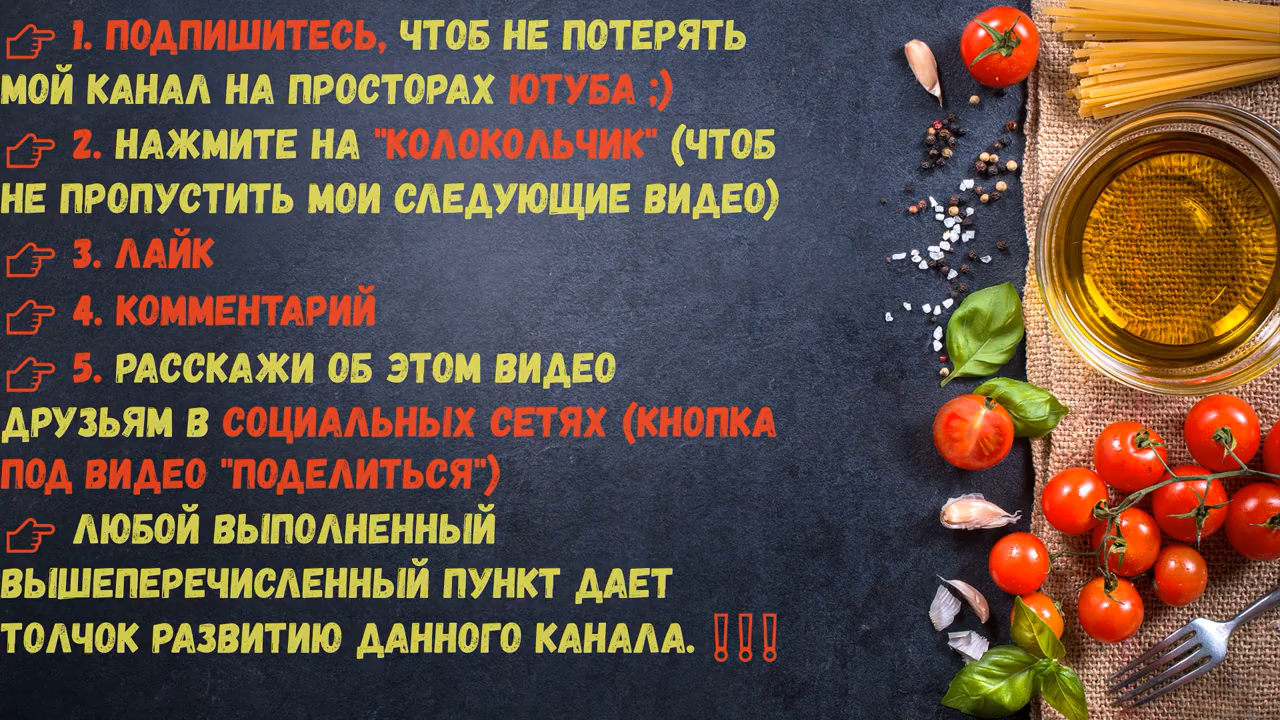 👉 1. ПОДПИШИТЕСЬ, ЧТОБ НЕ ПОТЕРЯТЬ
МОЙ КАНАЛ НА ПРОСТОРАХ ЮТУБА ;)
👉 2. НАЖМИТЕ НА "КОЛОКОЛЬЧИК" (ЧТОБ
НЕ ПРОПУСТИТЬ МОИ СЛЕДУЮЩИЕ ВИДЕО)
👉 3. ЛАЙК
👉 4. КОММЕНТАРИЙ
👉 5. РАССКАЖИ ОБ ЭТОМ ВИДЕО
ДРУЗЬЯМ В СОЦИАЛЬНЫХ СЕТЯХ (КНОПКА
ПОД ВИДЕО "ПОДЕЛИТЬСЯ")
👉 ЛЮБОЙ ВЫПОЛНЕННЫЙ
ВЫШЕПЕРЕЧИСЛЕННЫЙ ПУНКТ ДАЕТ
ТОЛЧОК РАЗВИТИЮ ДАННОГО КАНАЛА. ❗❗❗